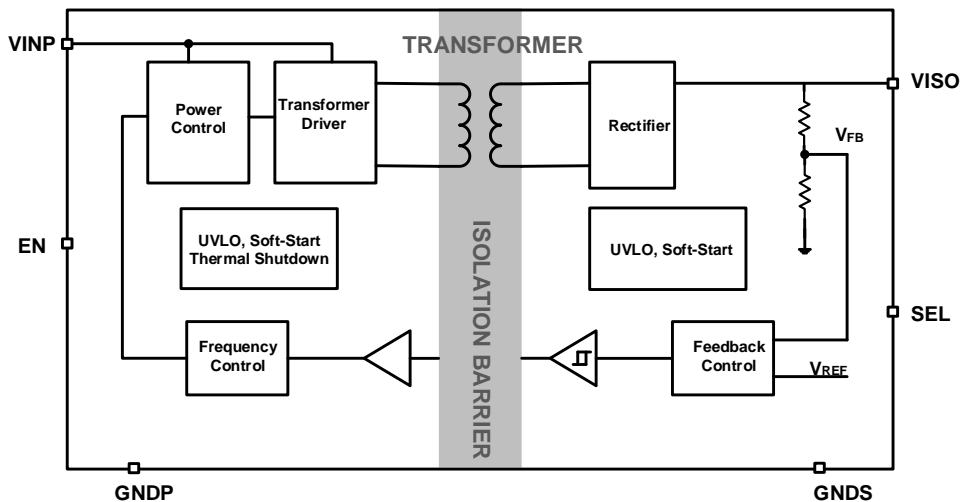 VINP
TRANSFORMER
VISO
Power
Control
Transformer
Driver
Rectifier
VFB
UVLO, Soft-Start
Thermal Shutdown
UVLO, Soft-Start
EN
ISOLATION BARRIER
SEL
Frequency
Control
Feedback
Control
VREF
GNDP
GNDS